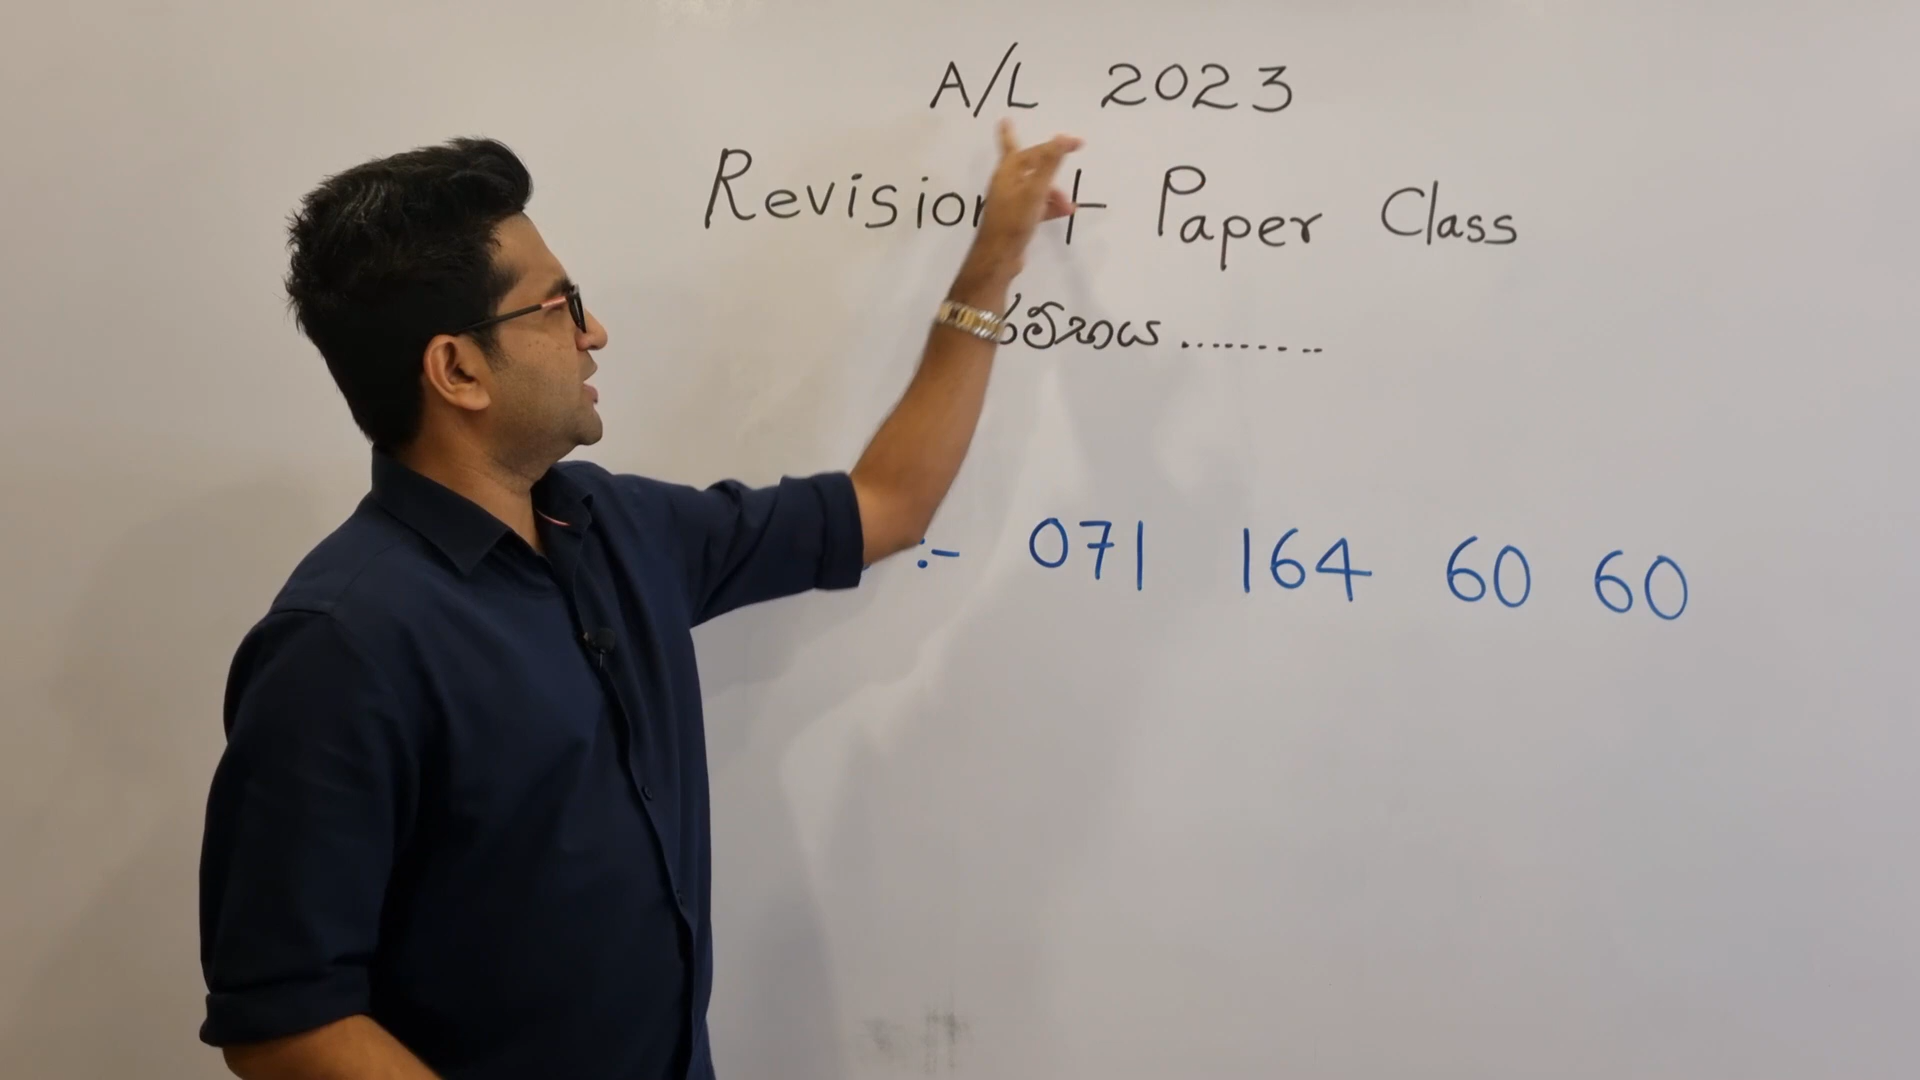 A/L 2023
Revision + Paper Class
.........
:- 071 164 60 60